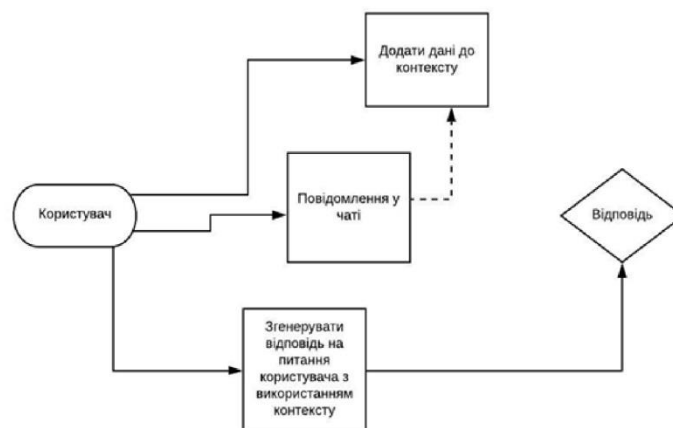 Додати дані до
контексту
Повідомлення у
чаті
Користувач
Відповідь
Згенерувати
відповідь на
питання
користувача з
використанням
контексту